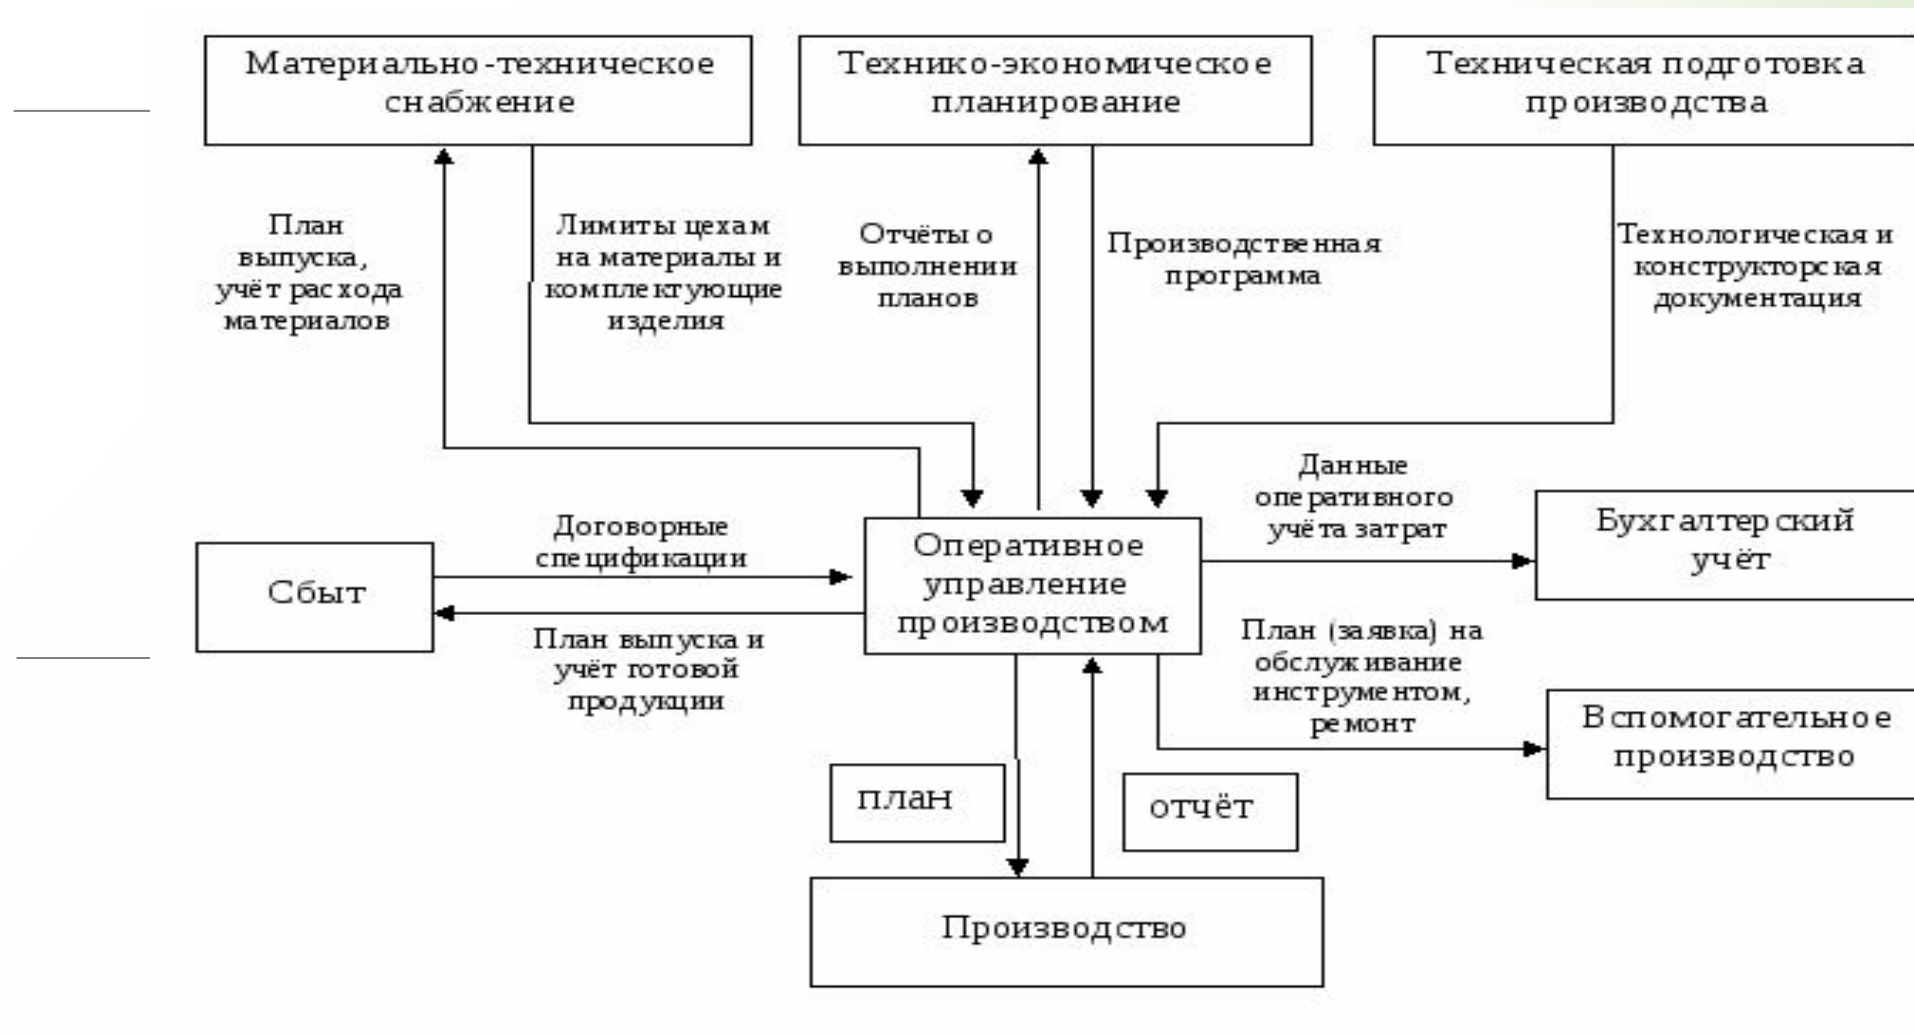 Материально-техническое
снабжение
Технико-экономическое
планирование
Техническая подготовка
производства
План
выпуска,
учёт расхода
материалов
Лимиты цехам
на материалы и
комплектующие
изделия
Отчёты о
выполнении
планов
Производственная
программа
Технологическая и
конструкторская
документация
Договорные
спецификации
Сбыт
План выпуска и
учёт готовой
продукции
Оперативное
управление
производством
Данные
оперативного
учёта затрат
Бухгалтерский
учёт
План (заявка) на
обслуживание
инструментом,
ремонт
Вспомогательное
производство
план
отчёт
Производство